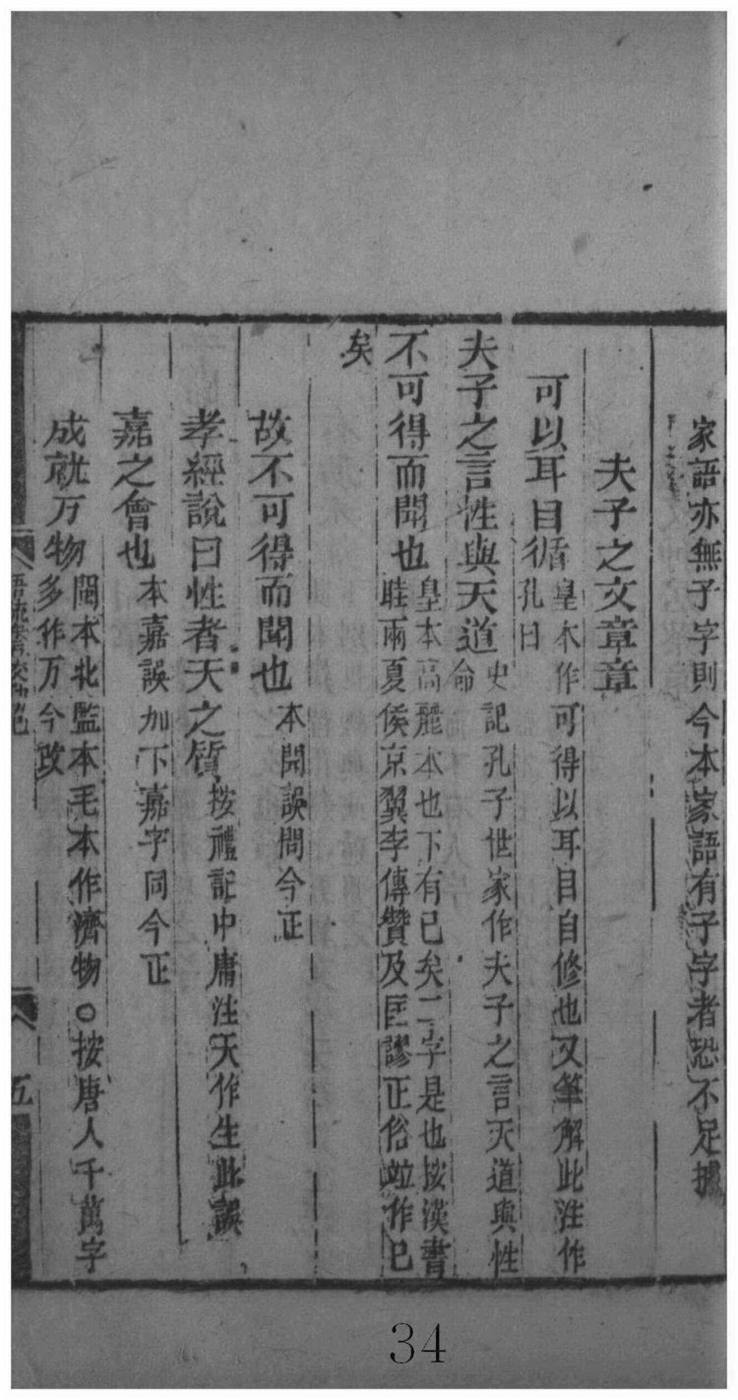 家語亦無子字則今本家語有子字者恐不足據
夫子之文章章
可以耳目循 皇本作可得以耳目自修也又筆解此注作
孔曰
夫子之言性與天道 史記孔子世家作夫子之言天道與性
命
不可得而聞也 皇本高麗本也下有已矣二字是也按漢書
眭兩夏侯京翼李傳贊及匡謬正俗並作已
矣
故不可得而聞也 本聞誤問今正
孝經說曰性者天之質 按禮記中庸注天作生此誤
嘉之會也 本嘉誤加下嘉字同今正
成就万物 閩本北監本毛本作濟物○按唐人千萬字
多作万今改
五
34